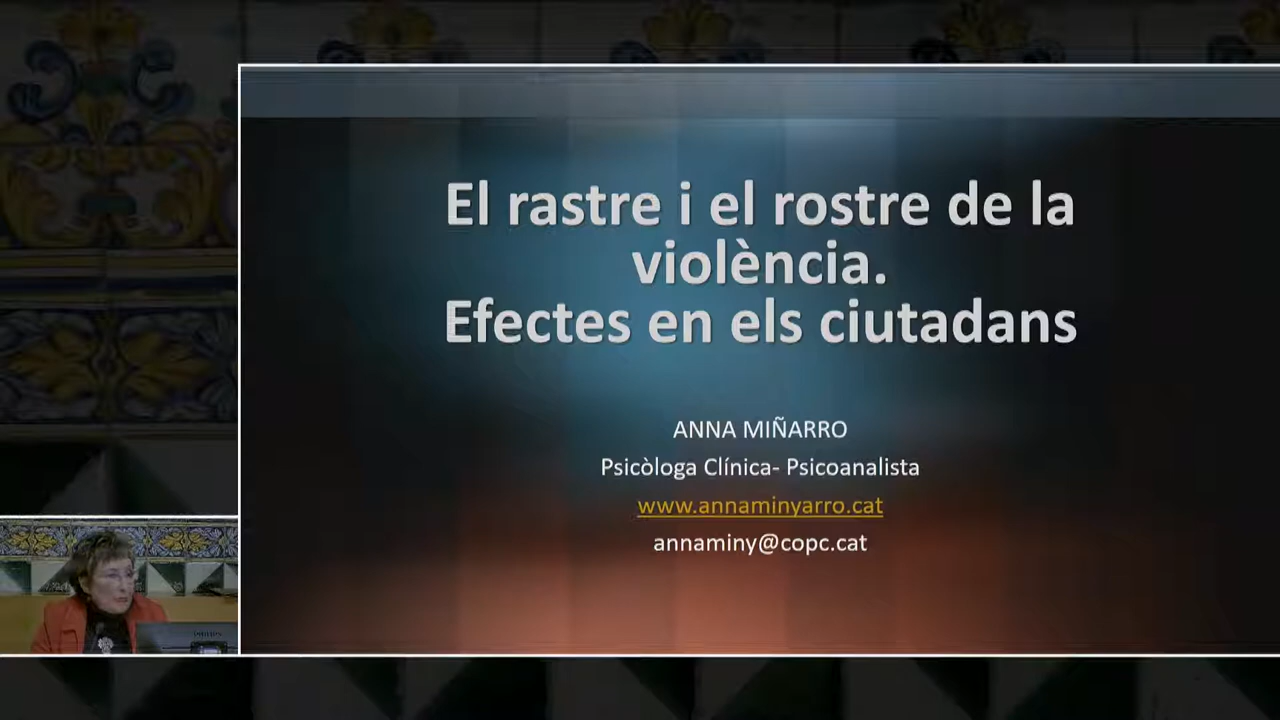 El rastre i el rostre de la
violència.
Efectes en els ciutadans
ANNA MIÑARRO
Psicòloga Clínica- Psicoanalista
www.annaminyarro.cat
annaminy@copc.cat
PHILIPS